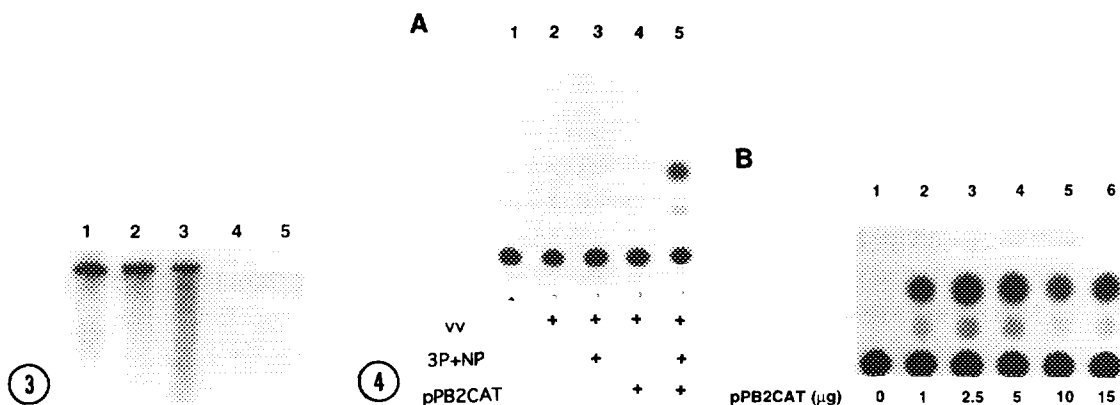 A
1 2 3 4 5
B
1 2 3 4 5 6
1 2 3 4 5
vv + + + +
3P+NP + +
pPB2CAT + +
3
4
pPB2CAT (μg) 0 1 2.5 5 10 15